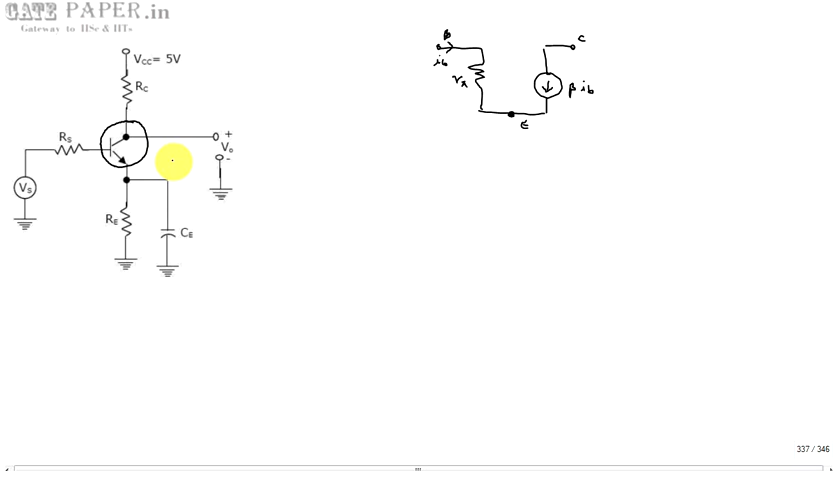 GATE PAPER.in
Gateway to IISc & IITs
VCC= 5V
RC
RS
+
Vo
-
VS
RE
CE
B
ib
rπ
C
β ib
E
337 / 346